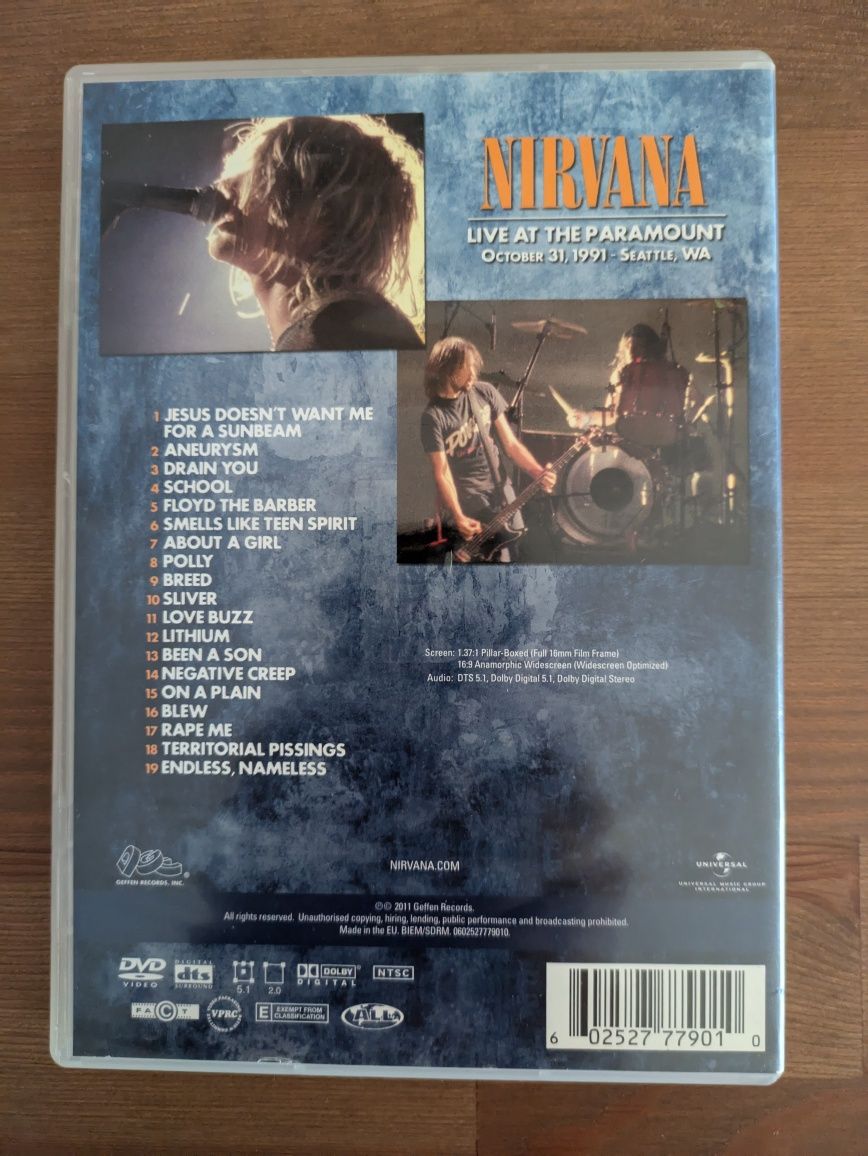 NIRVANA
LIVE AT THE PARAMOUNT
OCTOBER 31, 1991 - SEATTLE, WA
1 JESUS DOESN'T WANT ME
FOR A SUNBEAM
2 ANEURYSM
3 DRAIN YOU
4 SCHOOL
5 FLOYD THE BARBER
6 SMELLS LIKE TEEN SPIRIT
7 ABOUT A GIRL
8 POLLY
9 BREED
10 SLIVER
11 LOVE BUZZ
12 LITHIUM
13 BEEN A SON
14 NEGATIVE CREEP
15 ON A PLAIN
16 BLEW
17 RAPE ME
18 TERRITORIAL PISSINGS
19 ENDLESS, NAMELESS
Screen: 1.37:1 Pillar-Boxed (Full 16mm Film Frame)
16:9 Anamorphic Widescreen (Widescreen Optimized)
Audio: DTS 5.1, Dolby Digital 5.1, Dolby Digital Stereo
GEFFEN RECORDS, INC.
NIRVANA.COM
UNIVERSAL
UNIVERSAL MUSIC GROUP
INTERNATIONAL
℗© 2011 Geffen Records.
All rights reserved. Unauthorised copying, hiring, lending, public performance and broadcasting prohibited.
Made in the EU. BIEM/SDRM. 0602527779010.
DVD VIDEO
DIGITAL dts SURROUND
5.1
2.0
DOLBY DIGITAL
NTSC
FACT
VPRC
E EXEMPT FROM CLASSIFICATION
ALL
6 02527 77901 0